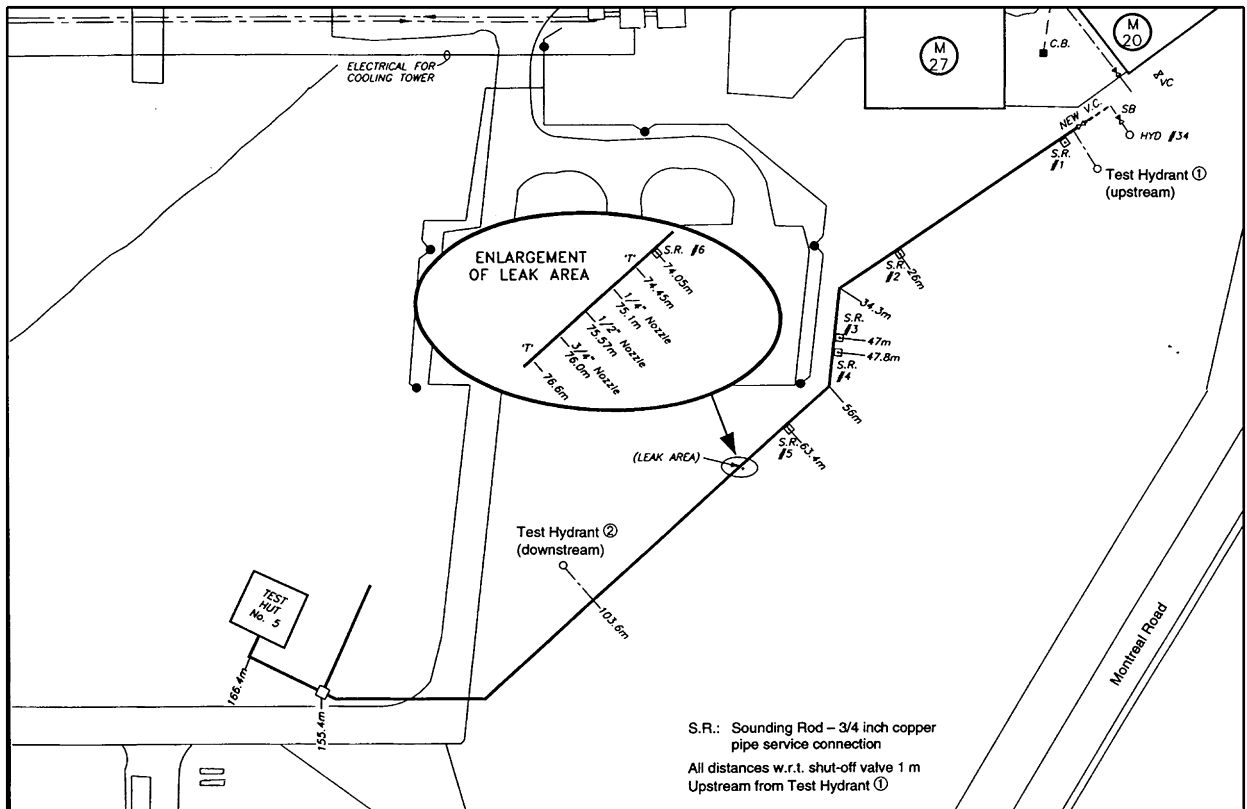 ELECTRICAL FOR
COOLING TOWER
M
27
C.B.
M
20
VC
NEW V.C.
SB
HYD #34
S.R.
#1
Test Hydrant ①
(upstream)
S.R.
#2
26m
34.3m
S.R.
#3
47m
47.8m
S.R.
#4
56m
S.R.
#5
63.4m
ENLARGEMENT
OF LEAK AREA
S.R. #6
74.05m
'T'
74.45m
1/4" Nozzle
75.1m
1/2" Nozzle
75.57m
3/4" Nozzle
76.0m
'T'
76.6m
(LEAK AREA)
Test Hydrant ②
(downstream)
103.6m
TEST
HUT
No. 5
166.4m
155.4m
Montreal Road
S.R.: Sounding Rod – 3/4 inch copper
pipe service connection
All distances w.r.t. shut-off valve 1 m
Upstream from Test Hydrant ①